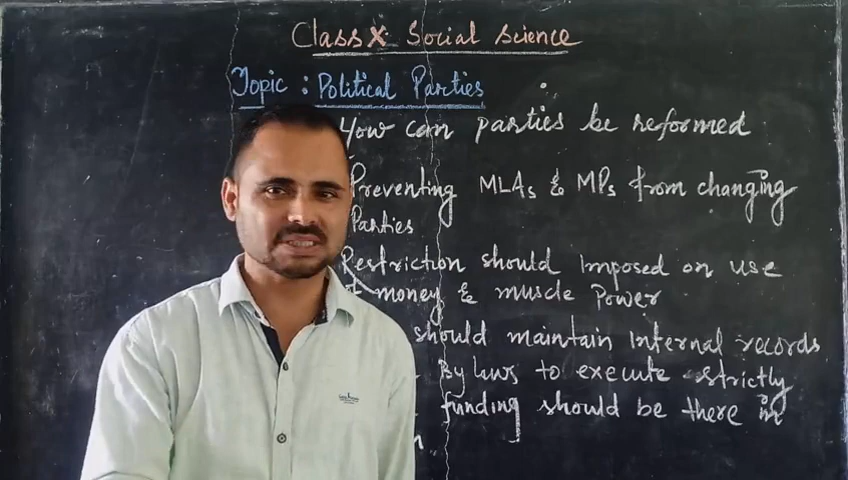 Class X Social Science
Topic : Political Parties
How can parties be reformed
Preventing MLAs & MPs from changing
Parties
Restriction should imposed on use
of money & muscle Power
should maintain internal records
By laws to execute strictly
funding should be there in